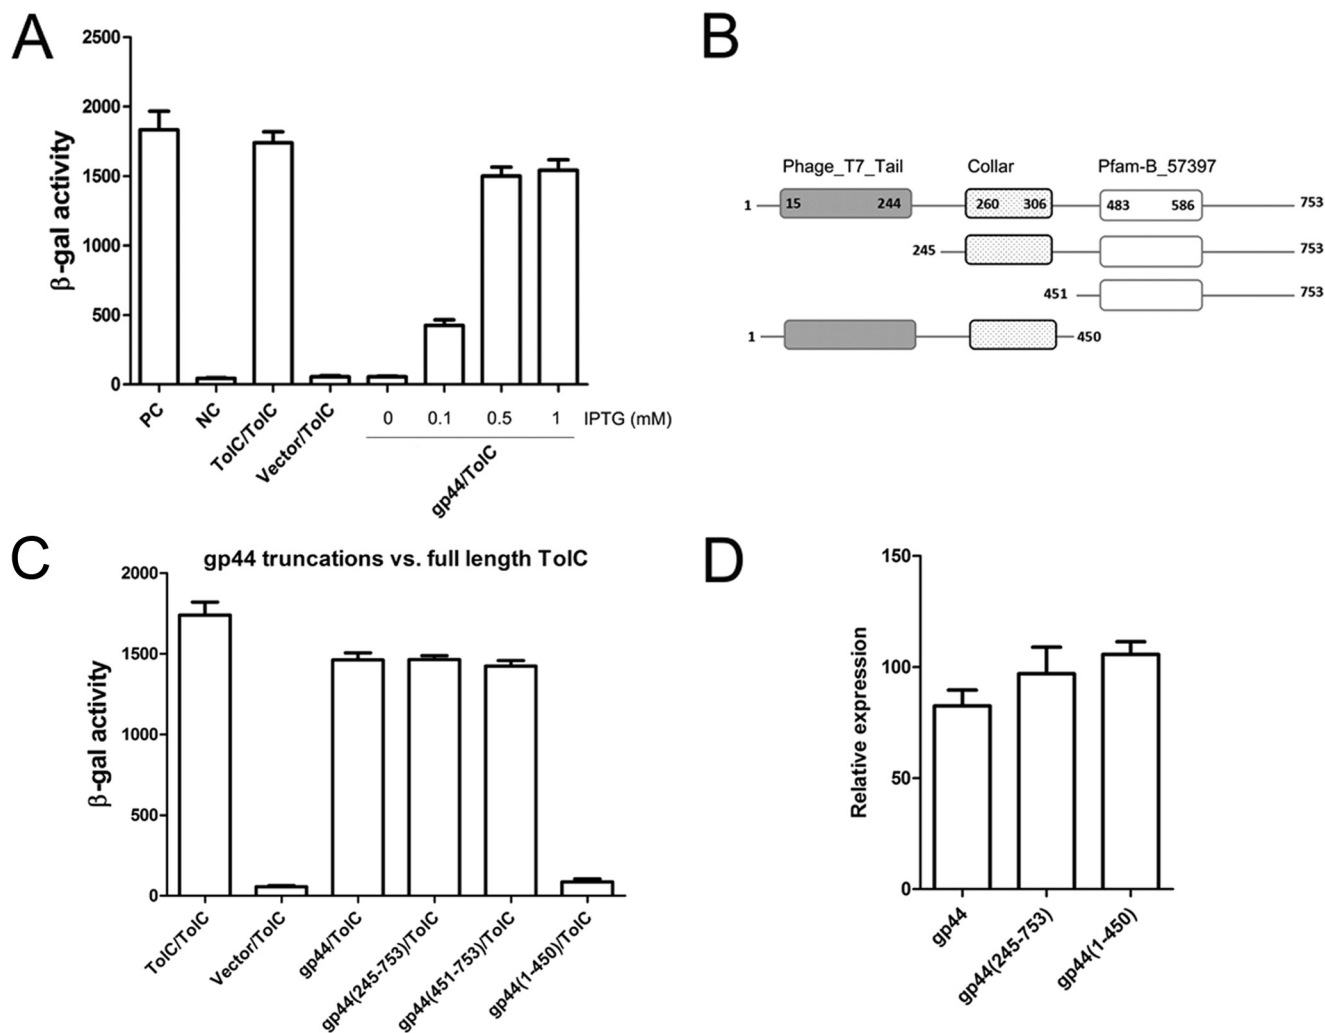 A
2500
2000
1500
1000
500
0
β-gal activity
PC
NC
TolC/TolC
Vector/TolC
0 0.1 0.5 1 IPTG (mM)
gp44/TolC
B
Phage_T7_Tail Collar Pfam-B_57397
1 15 244 260 306 483 586 753
245 753
451 753
1 450
C
gp44 truncations vs. full length TolC
2000
1500
1000
500
0
β-gal activity
TolC/TolC
Vector/TolC
gp44/TolC
gp44(245-753)/TolC
gp44(451-753)/TolC
gp44(1-450)/TolC
D
150
100
50
0
Relative expression
gp44
gp44(245-753)
gp44(1-450)